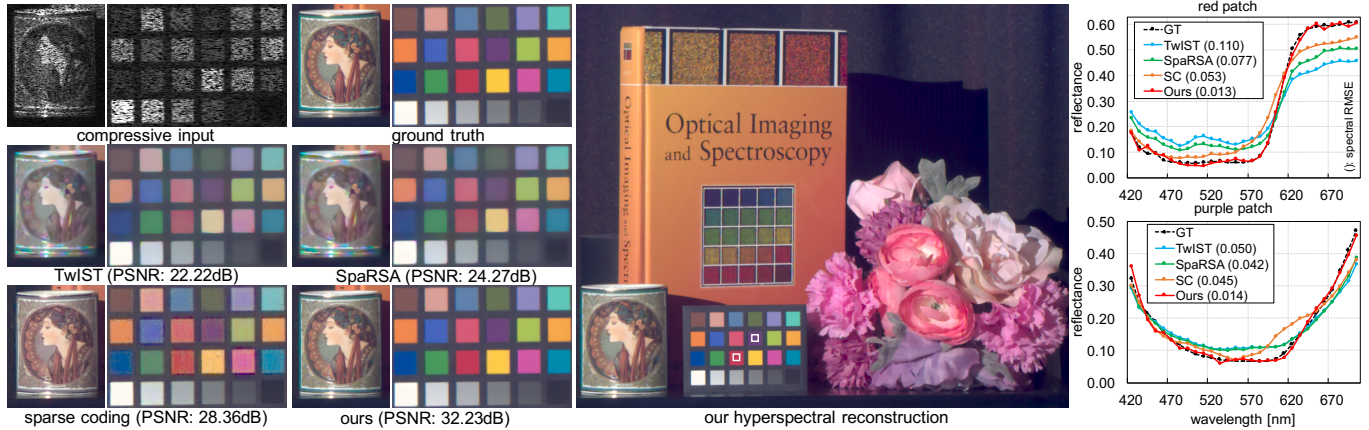 compressive input
ground truth
TwIST (PSNR: 22.22dB)
SpaRSA (PSNR: 24.27dB)
sparse coding (PSNR: 28.36dB)
ours (PSNR: 32.23dB)
Optical Imaging
and Spectroscopy
Optical Imaging and Spectr
our hyperspectral reconstruction
red patch
reflectance
0.60
0.50
0.40
0.30
0.20
0.10
0.00
GT
TwIST (0.110)
SpaRSA (0.077)
SC (0.053)
Ours (0.013)
(): spectral RMSE
420 470 520 570 620 670
purple patch
reflectance
0.50
0.40
0.30
0.20
0.10
0.00
GT
TwIST (0.050)
SpaRSA (0.042)
SC (0.045)
Ours (0.014)
420 470 520 570 620 670
wavelength [nm]